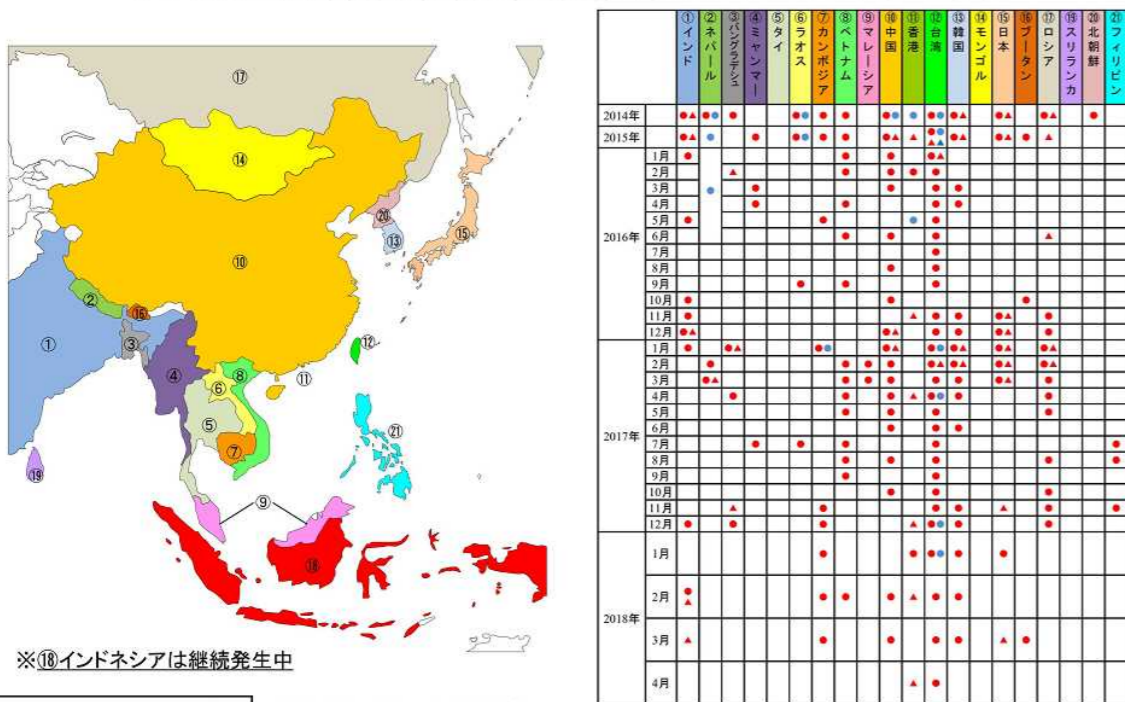 ⑰
⑭
⑳
⑬
⑮
⑩
②
⑯
①
③
④
⑫
⑪
⑧
⑥
⑤
⑦
㉑
⑲
⑨
⑱
※⑱インドネシアは継続発生中
①インド
②ネパール
③バングラデシュ
④ミャンマー
⑤タイ
⑥ラオス
⑦カンボジア
⑧ベトナム
⑨マレーシア
⑩中国
⑪香港
⑫台湾
⑬韓国
⑭モンゴル
⑮日本
⑯ブータン
⑰ロシア
⑲スリランカ
⑳北朝鮮
㉑フィリピン
2014年
2015年
2016年
1月
2月
3月
4月
5月
6月
7月
8月
9月
10月
11月
12月
2017年
1月
2月
3月
4月
5月
6月
7月
8月
9月
10月
11月
12月
2018年
1月
2月
3月
4月